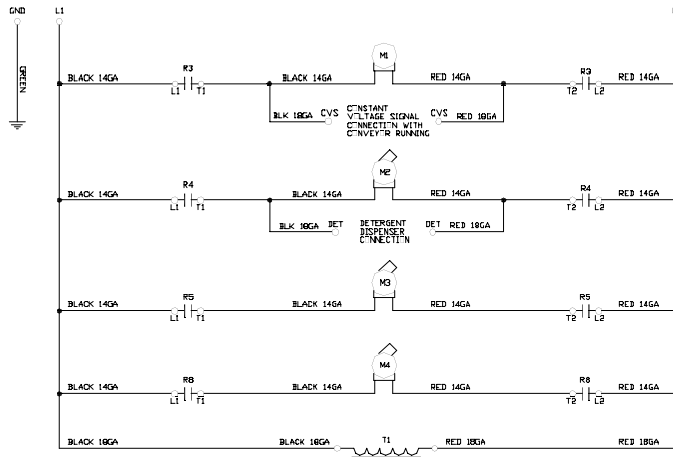 GND L1
GREEN
R3 M1 R3
BLACK 14GA BLACK 14GA RED 14GA RED 14GA
L1 T1 T2 L2
BLK 18GA CVS CONSTANT CVS RED 18GA
VOLTAGE SIGNAL
CONNECTION WITH
CONVEYOR RUNNING
M2
R4 R4
BLACK 14GA BLACK 14GA RED 14GA RED 14GA
L1 T1 T2 L2
BLK 18GA DET DETERGENT DET RED 18GA
DISPENSER
CONNECTION
M3
R5 R5
BLACK 14GA BLACK 14GA RED 14GA RED 14GA
L1 T1 T2 L2
M4
R8 R8
BLACK 14GA BLACK 14GA RED 14GA RED 14GA
L1 T1 T2 L2
BLACK 18GA BLACK 18GA T1 RED 18GA RED 18GA